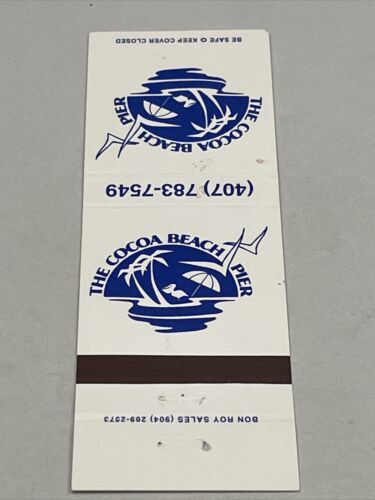 BE SAFE KEEP COVER CLOSED
THE COCOA BEACH PIER
(407) 783-7549
THE COCOA BEACH PIER
BON ROY SALES (904) 269-2573